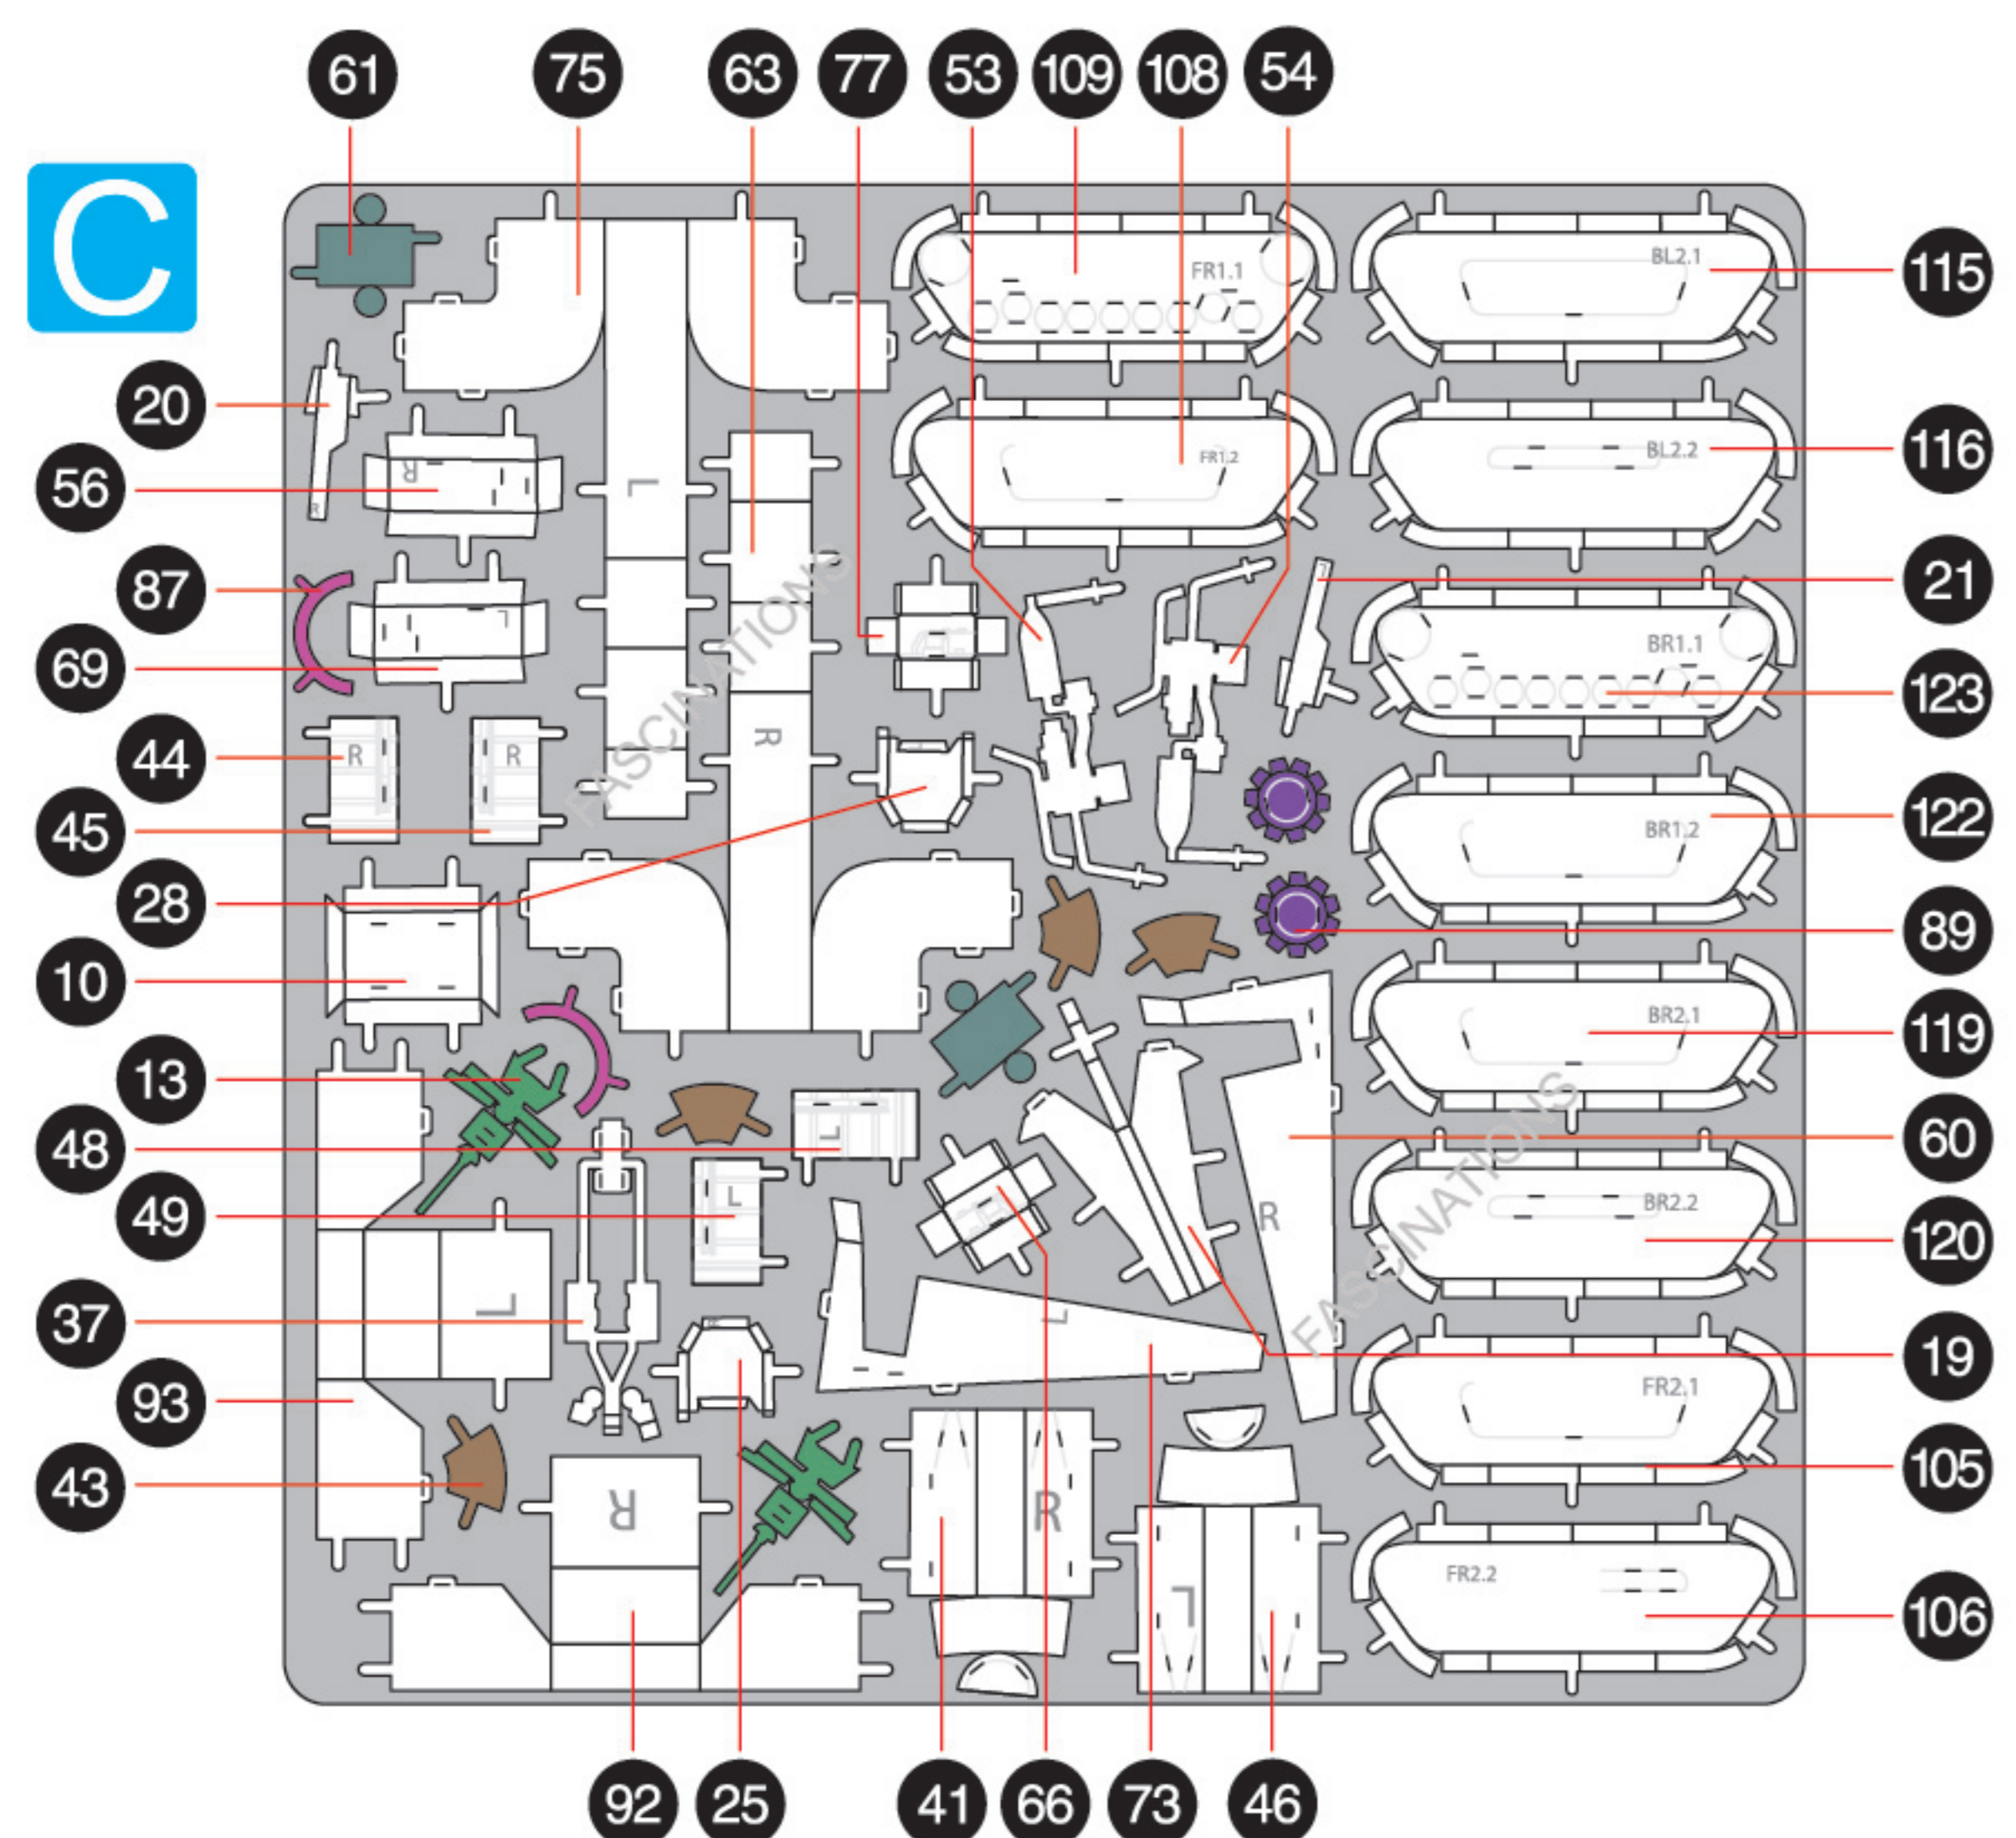 61 75 63 77 53 109 108 54
C
FR1.1
BL2.1
115
20
R
56
R
L
FR1.2
BL2.2
116
87
L
L
21
69
BR1.1
123
FASCINATIONS
44
R
R
R
45
BR1.2
122
28
89
10
BR2.1
119
13
48
L
60
49
L
R
BR2.2
120
FASCINATIONS
37
L
L
19
93
FR2.1
43
105
R
R
L
FR2.2
106
92 25 41 66 73 46